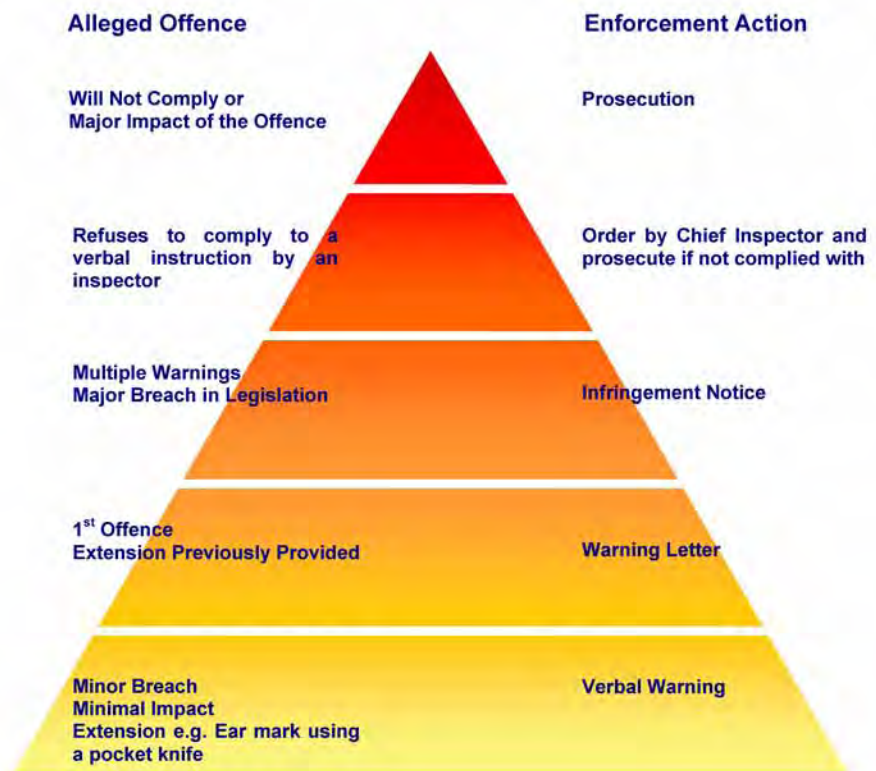 Alleged Offence
Enforcement Action
Will Not Comply or
Major Impact of the Offence
Prosecution
Refuses to comply to a
verbal instruction by an
inspector
Order by Chief Inspector and
prosecute if not complied with
Multiple Warnings
Major Breach in Legislation
Infringement Notice
1st Offence
Extension Previously Provided
Warning Letter
Minor Breach
Minimal Impact
Extension e.g. Ear mark using
a pocket knife
Verbal Warning